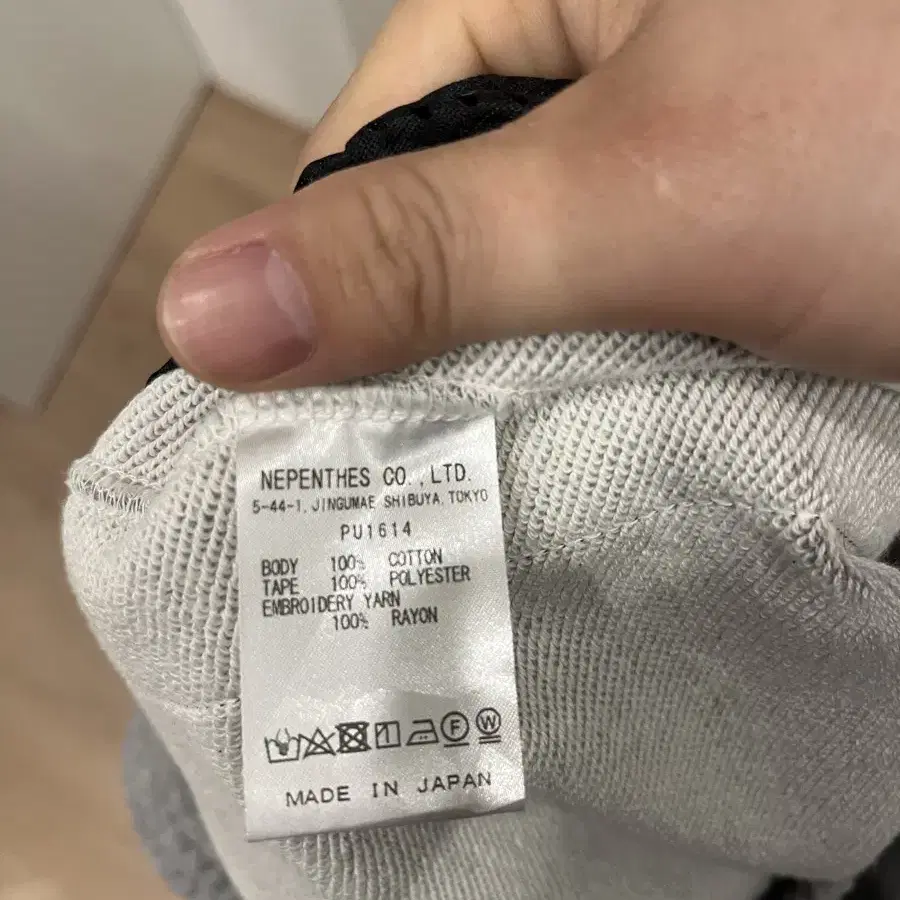 NEPENTHES CO.,LTD.
5-44-1, JINGUMAE SHIBUYA, TOKYO
PU1614
BODY 100% COTTON
TAPE 100% POLYESTER
EMBROIDERY YARN
100% RAYON
F W
MADE IN JAPAN